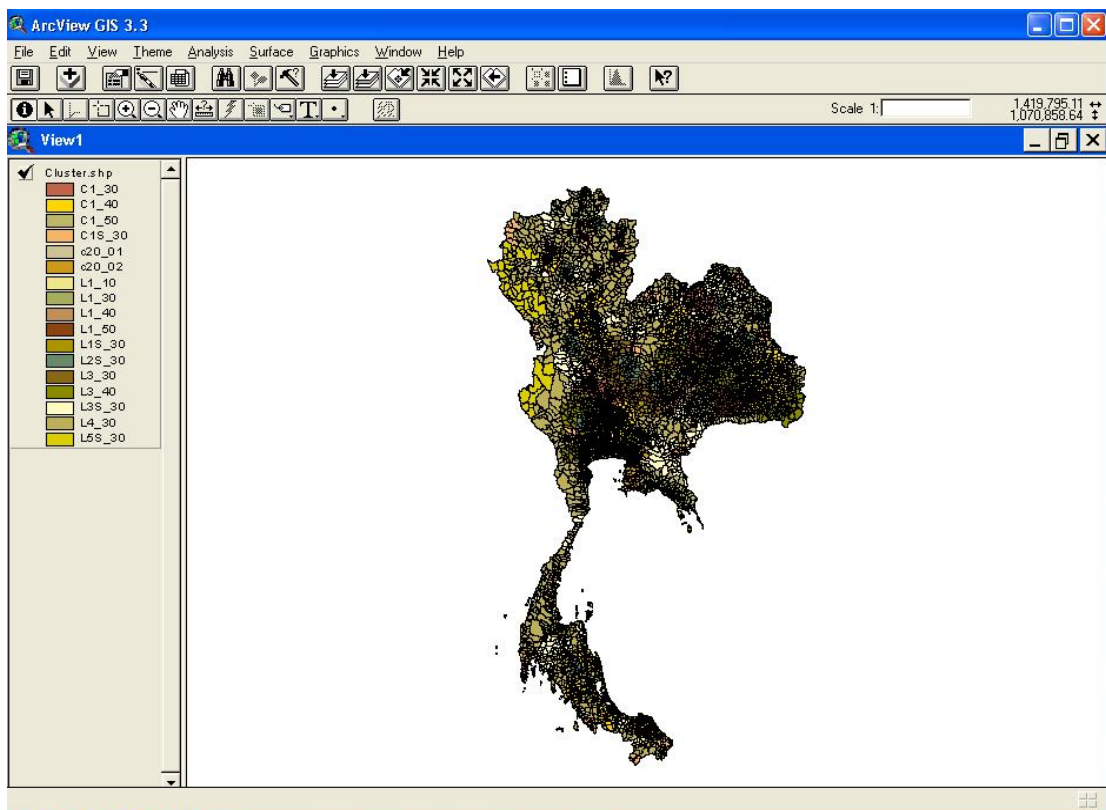 ArcView GIS 3.3
File Edit View Theme Analysis Surface Graphics Window Help
Scale 1:
1,419,795.11
1,070,858.64
View1
Cluster.shp
C1_30
C1_40
C1_50
C1S_30
c20_01
c20_02
L1_10
L1_30
L1_40
L1_50
L1S_30
L2S_30
L3_30
L3_40
L3S_30
L4_30
L5S_30